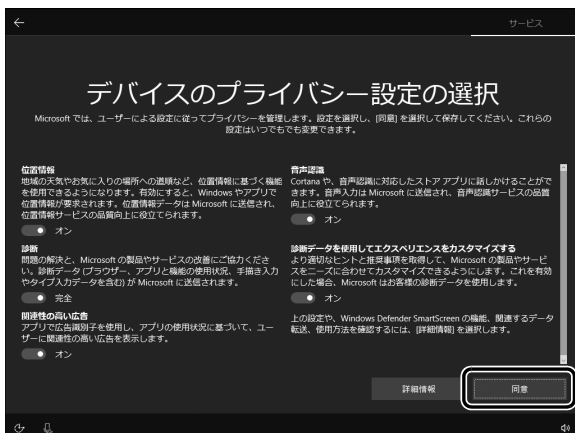 サービス
デバイスのプライバシー設定の選択
Microsoft では、ユーザーによる設定に従ってプライバシーを管理します。設定を選択し、[同意] を選択して保存してください。これらの
設定はいつでもでも変更できます。
位置情報
地域の天気やお気に入りの場所への道順など、位置情報に基づく機能
を使用できるようになります。有効にすると、Windows やアプリで
位置情報が要求されます。位置情報データは Microsoft に送信され、
位置情報サービスの品質向上に役立てられます。
オン
診断
問題の解決と、Microsoft の製品やサービスの改善にご協力くださ
い。診断データ (ブラウザー、アプリと機能の使用状況、手描き入力
やタイプ入力データを含む) が Microsoft に送信されます。
完全
関連性の高い広告
アプリで広告識別子を使用し、アプリの使用状況に基づいて、ユー
ザーに関連性の高い広告を表示します。
オン
音声認識
Cortana や、音声認識に対応したストア アプリに話しかけることがで
きます。音声入力は Microsoft に送信され、音声認識サービスの品質
向上に役立てられます。
オン
診断データを使用してエクスペリエンスをカスタマイズする
より適切なヒントと推奨事項を取得して、Microsoft の製品やサービ
スをニーズに合わせてカスタマイズできるようにします。これを有効
にした場合、Microsoft はお客様の診断データを使用します。
オン
上の設定や、Windows Defender SmartScreen の機能、関連するデータ
転送、使用方法を確認するには、[詳細情報] を選択します。
詳細情報
同意